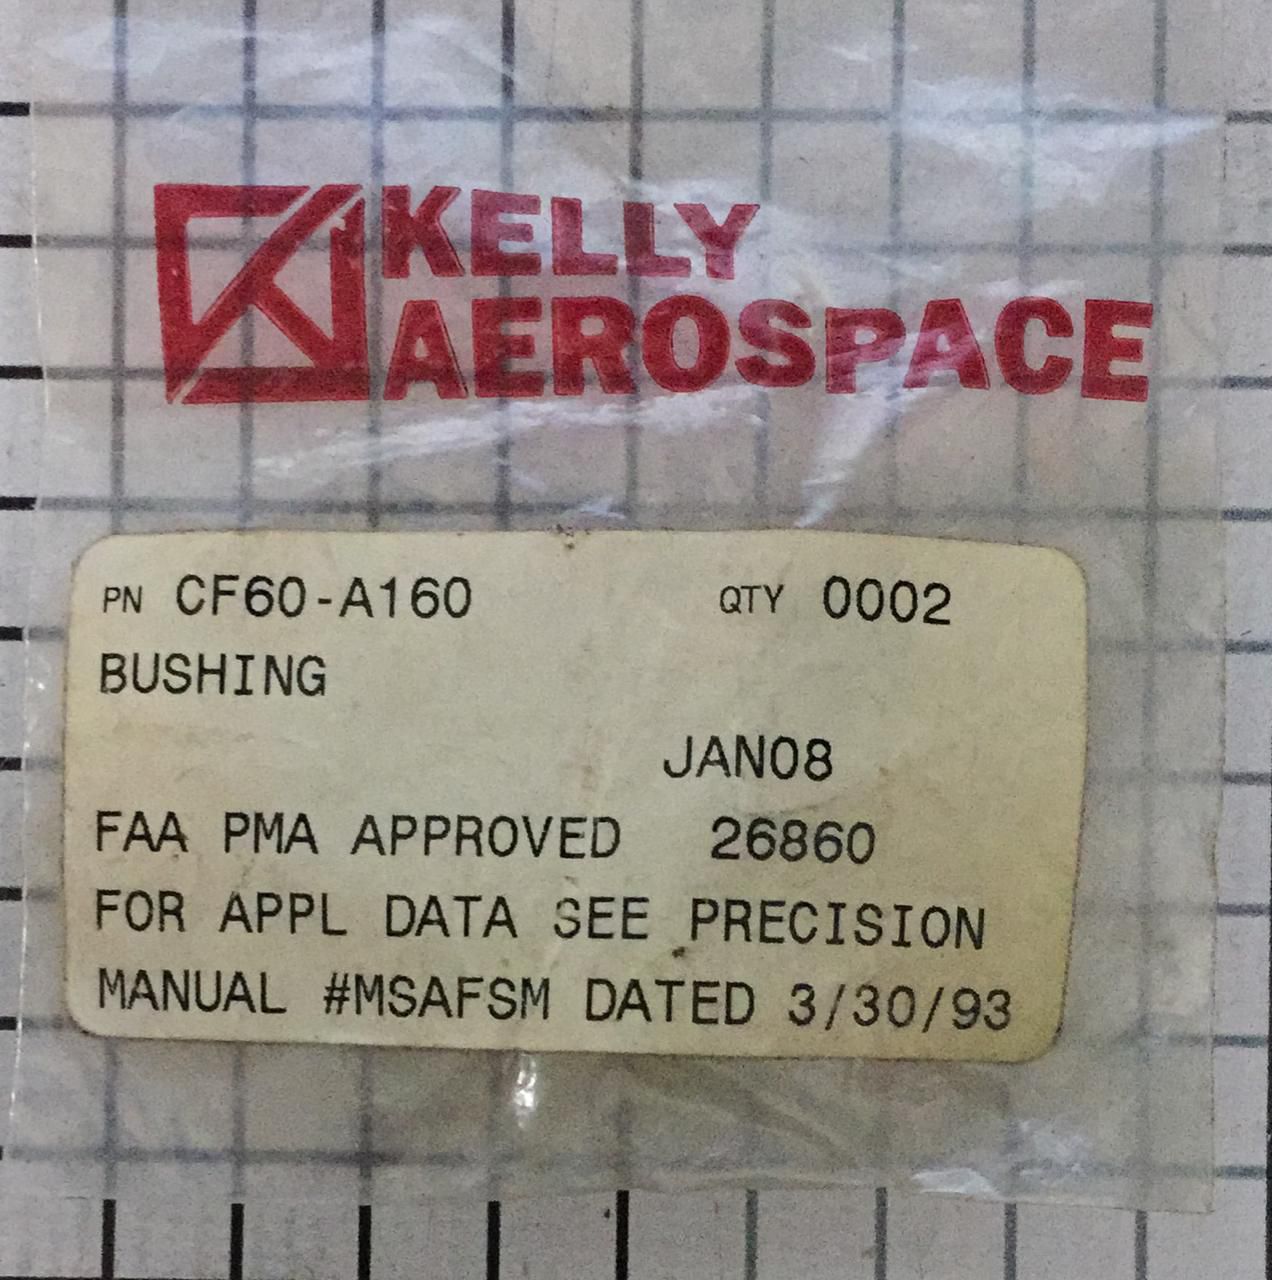 KELLY
AEROSPACE
PN CF60-A160 QTY 0002
BUSHING
JAN08
FAA PMA APPROVED 26860
FOR APPL DATA SEE PRECISION
MANUAL #MSAFSM DATED 3/30/93